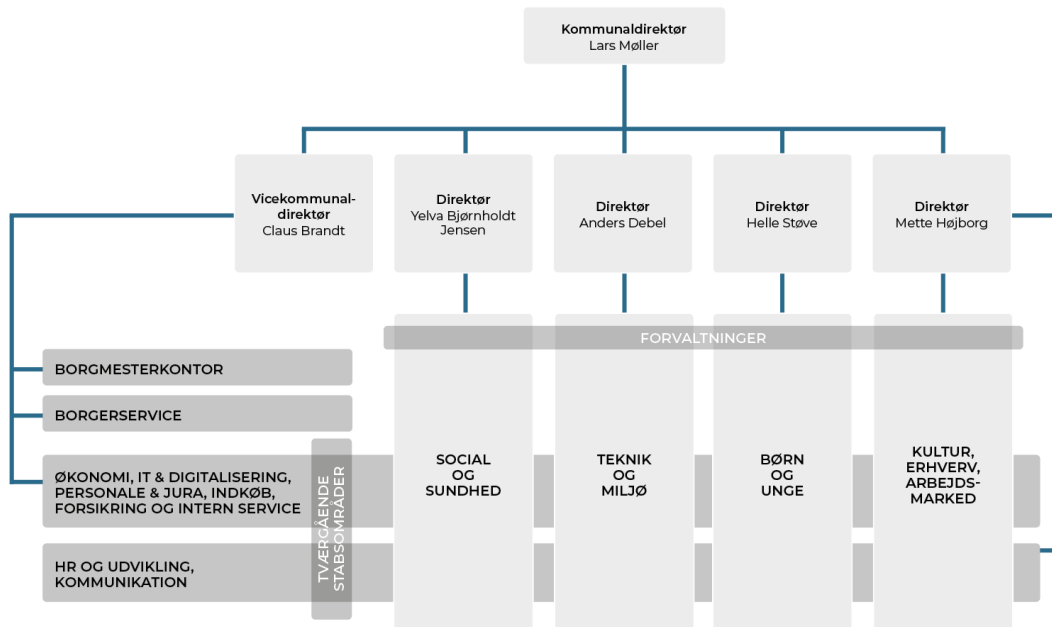 Kommunaldirektør
Lars Møller
Vicekommunal-
direktør
Claus Brandt
Direktør
Yelva Bjørnholdt
Jensen
Direktør
Anders Debel
Direktør
Helle Støve
Direktør
Mette Højborg
FORVALTNINGER
BORGMESTERKONTOR
BORGERSERVICE
ØKONOMI, IT & DIGITALISERING,
PERSONALE & JURA, INDKØB,
FORSIKRING OG INTERN SERVICE
HR OG UDVIKLING,
KOMMUNIKATION
TVÆRGÅENDE
STABSOMRÅDER
SOCIAL
OG
SUNDHED
TEKNIK
OG
MILJØ
BØRN
OG
UNGE
KULTUR,
ERHVERV,
ARBEJDS-
MARKED